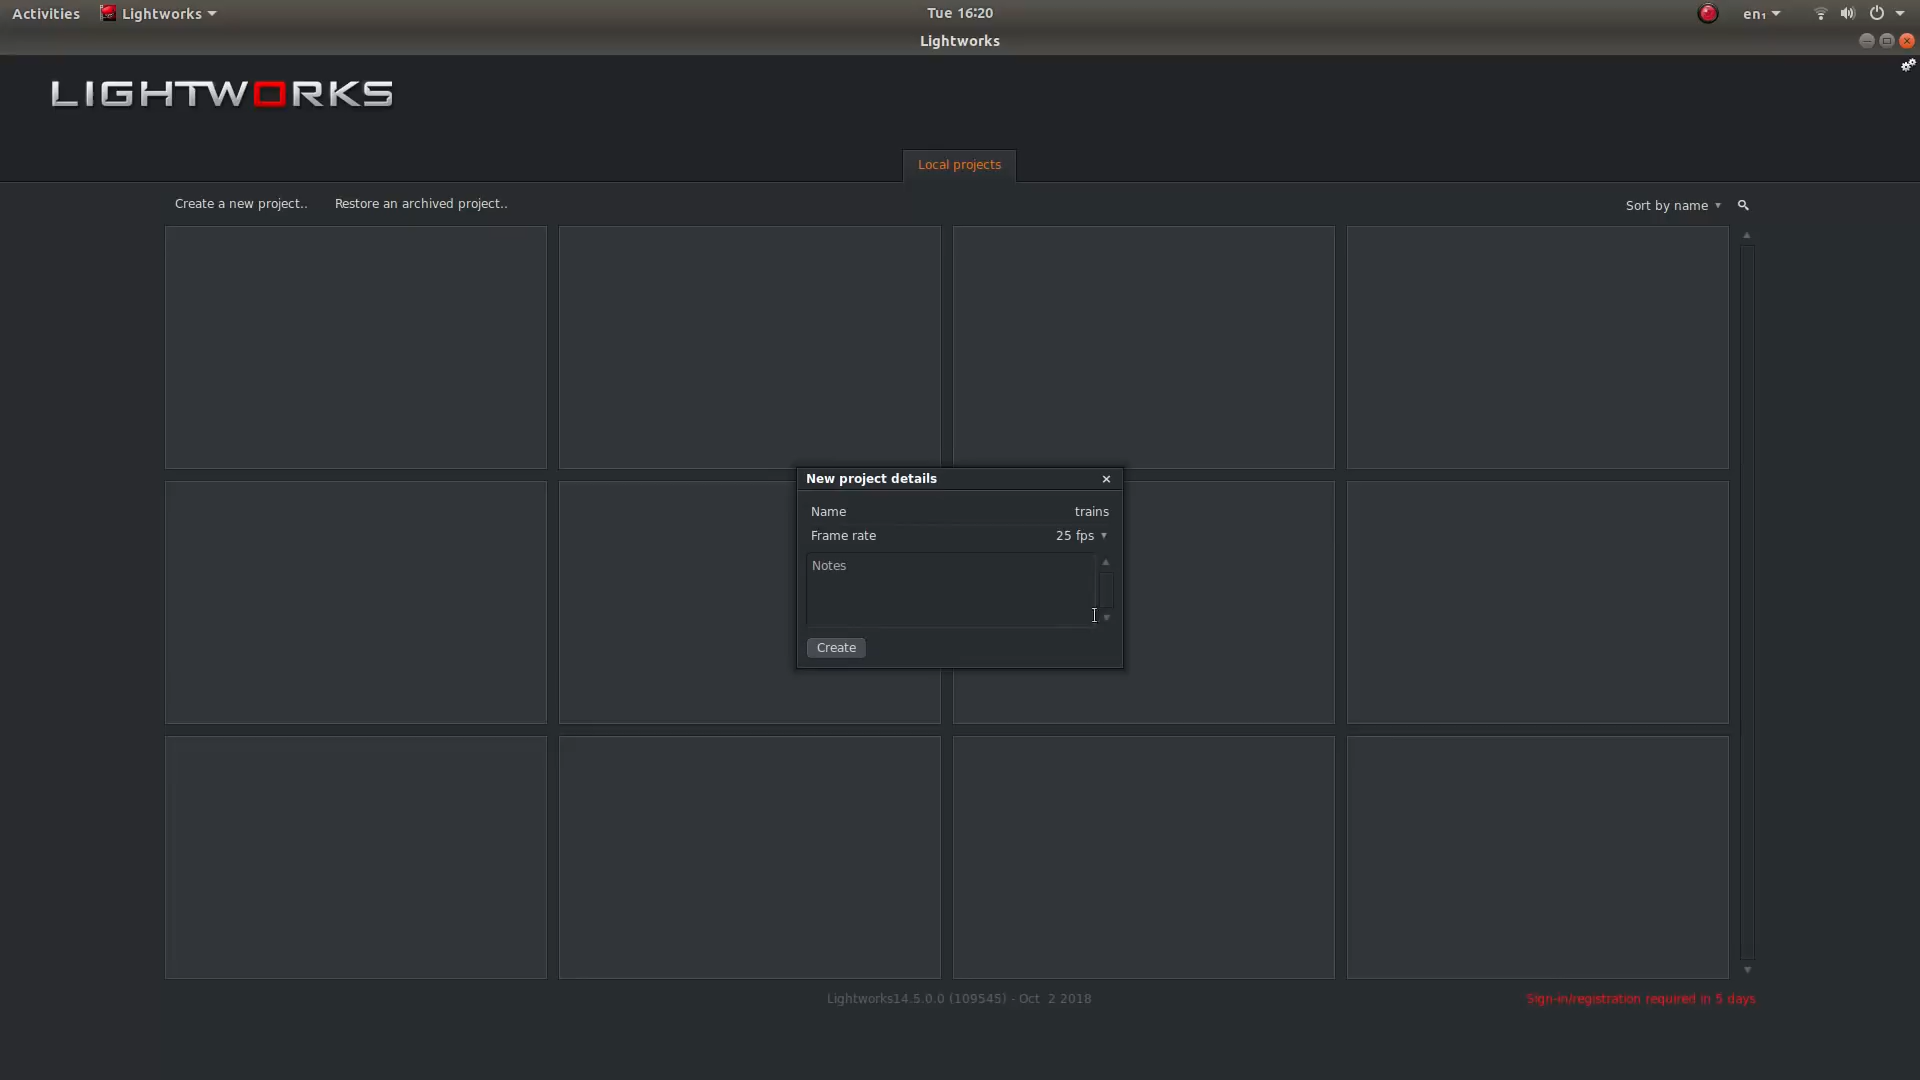 Activities Lightworks Tue 16:20 en₁
Lightworks
LIGHTWORKS
Local projects
Create a new project.. Restore an archived project.. Sort by name
New project details
Name trains
Frame rate 25 fps
Notes
Create
Lightworks14.5.0.0 (109545) - Oct 2 2018 Sign-in/registration required in 5 days